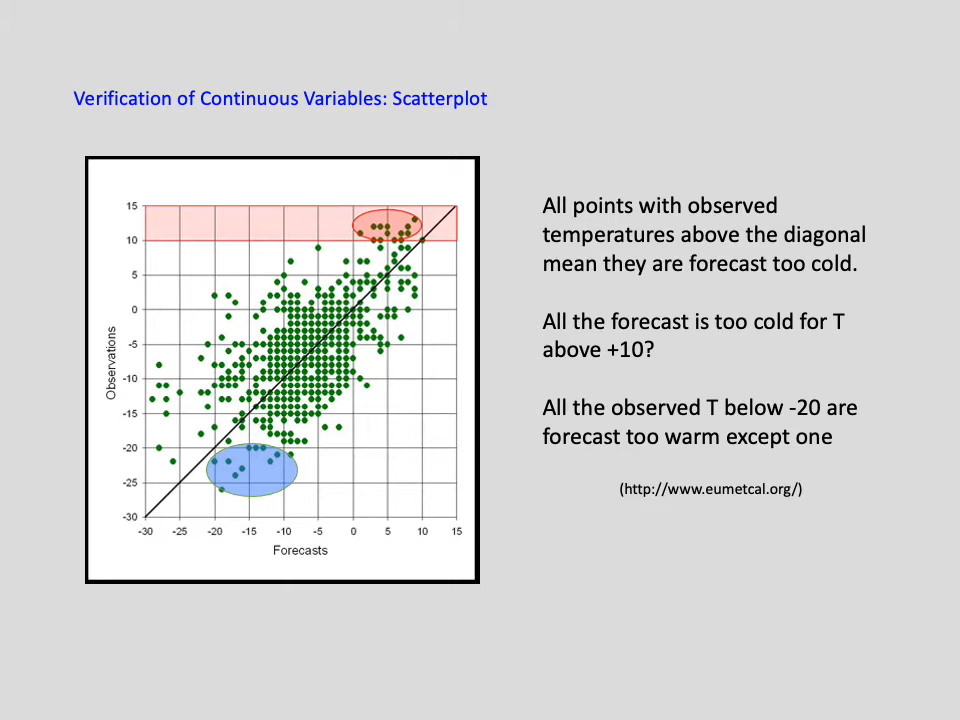 Verification of Continuous Variables: Scatterplot
All points with observed
temperatures above the diagonal
mean they are forecast too cold.
All the forecast is too cold for T
above +10?
All the observed T below -20 are
forecast too warm except one
(http://www.eumetcal.org/)
Observations
15
10
5
0
-5
-10
-15
-20
-25
-30
-30 -25 -20 -15 -10 -5 0 5 10 15
Forecasts